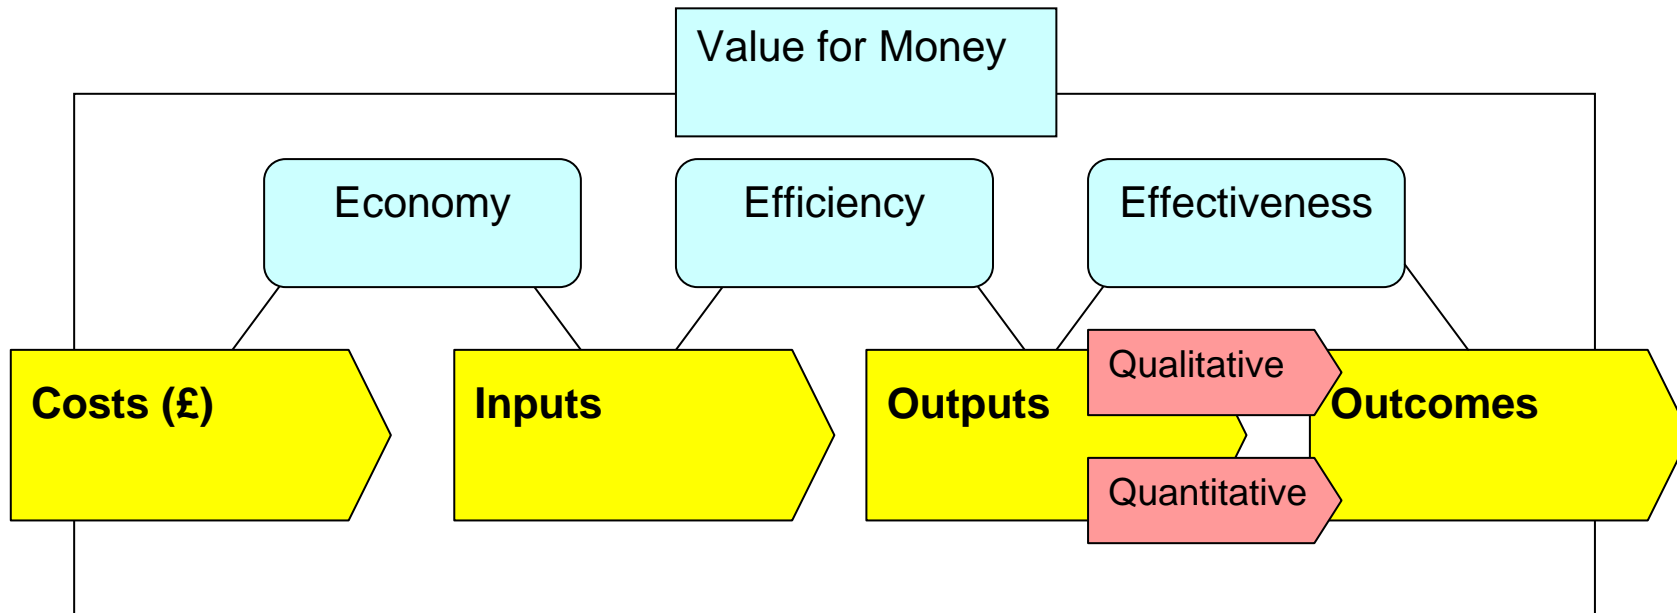 Value for Money
Economy
Efficiency
Effectiveness
Costs (£)
Inputs
Outputs
Qualitative
Quantitative
Outcomes